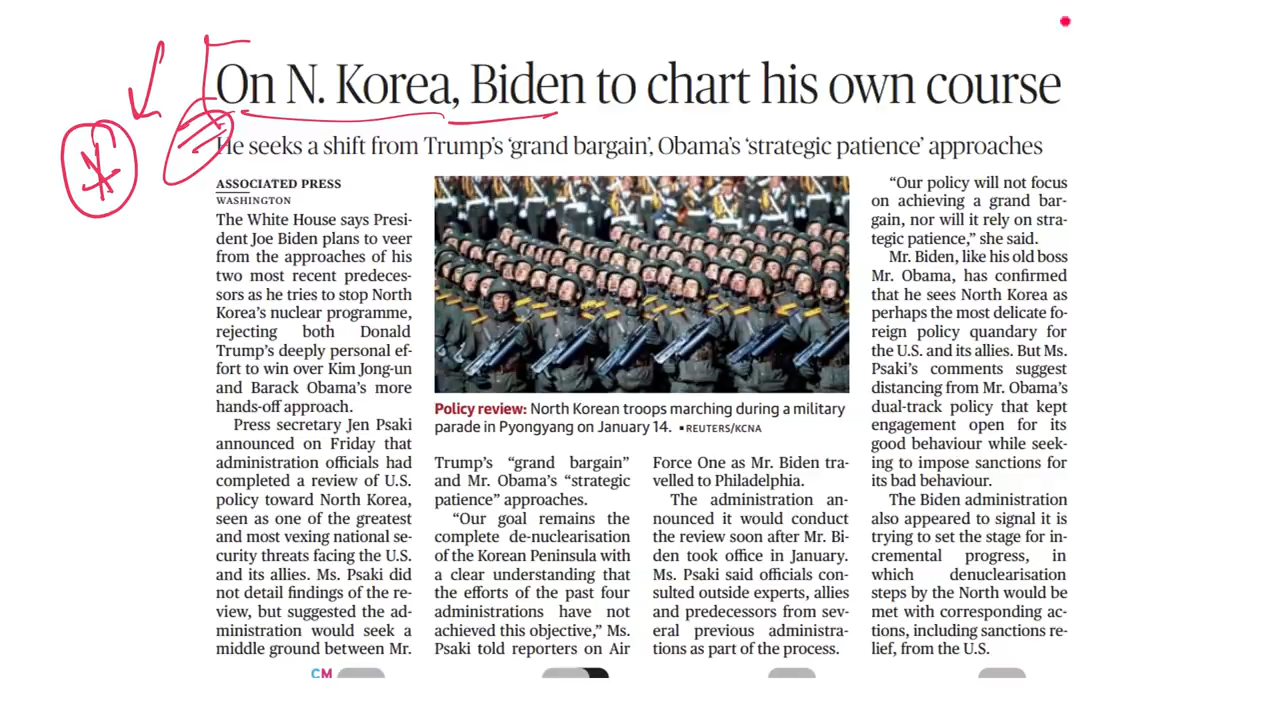 On N. Korea, Biden to chart his own course
He seeks a shift from Trump's 'grand bargain', Obama's 'strategic patience' approaches
ASSOCIATED PRESS
WASHINGTON
The White House says Presi-
dent Joe Biden plans to veer
from the approaches of his
two most recent predeces-
sors as he tries to stop North
Korea's nuclear programme,
rejecting both Donald
Trump's deeply personal ef-
fort to win over Kim Jong-un
and Barack Obama's more
hands-off approach.
Press secretary Jen Psaki
announced on Friday that
administration officials had
completed a review of U.S.
policy toward North Korea,
seen as one of the greatest
and most vexing national se-
curity threats facing the U.S.
and its allies. Ms. Psaki did
not detail findings of the re-
view, but suggested the ad-
ministration would seek a
middle ground between Mr.
Policy review: North Korean troops marching during a military
parade in Pyongyang on January 14. ▪REUTERS/KCNA
Trump's "grand bargain"
and Mr. Obama's "strategic
patience" approaches.
"Our goal remains the
complete de-nuclearisation
of the Korean Peninsula with
a clear understanding that
the efforts of the past four
administrations have not
achieved this objective," Ms.
Psaki told reporters on Air
Force One as Mr. Biden tra-
velled to Philadelphia.
The administration an-
nounced it would conduct
the review soon after Mr. Bi-
den took office in January.
Ms. Psaki said officials con-
sulted outside experts, allies
and predecessors from sev-
eral previous administra-
tions as part of the process.
"Our policy will not focus
on achieving a grand bar-
gain, nor will it rely on stra-
tegic patience," she said.
Mr. Biden, like his old boss
Mr. Obama, has confirmed
that he sees North Korea as
perhaps the most delicate fo-
reign policy quandary for
the U.S. and its allies. But Ms.
Psaki's comments suggest
distancing from Mr. Obama's
dual-track policy that kept
engagement open for its
good behaviour while seek-
ing to impose sanctions for
its bad behaviour.
The Biden administration
also appeared to signal it is
trying to set the stage for in-
cremental progress, in
which denuclearisation
steps by the North would be
met with corresponding ac-
tions, including sanctions re-
lief, from the U.S.
CM